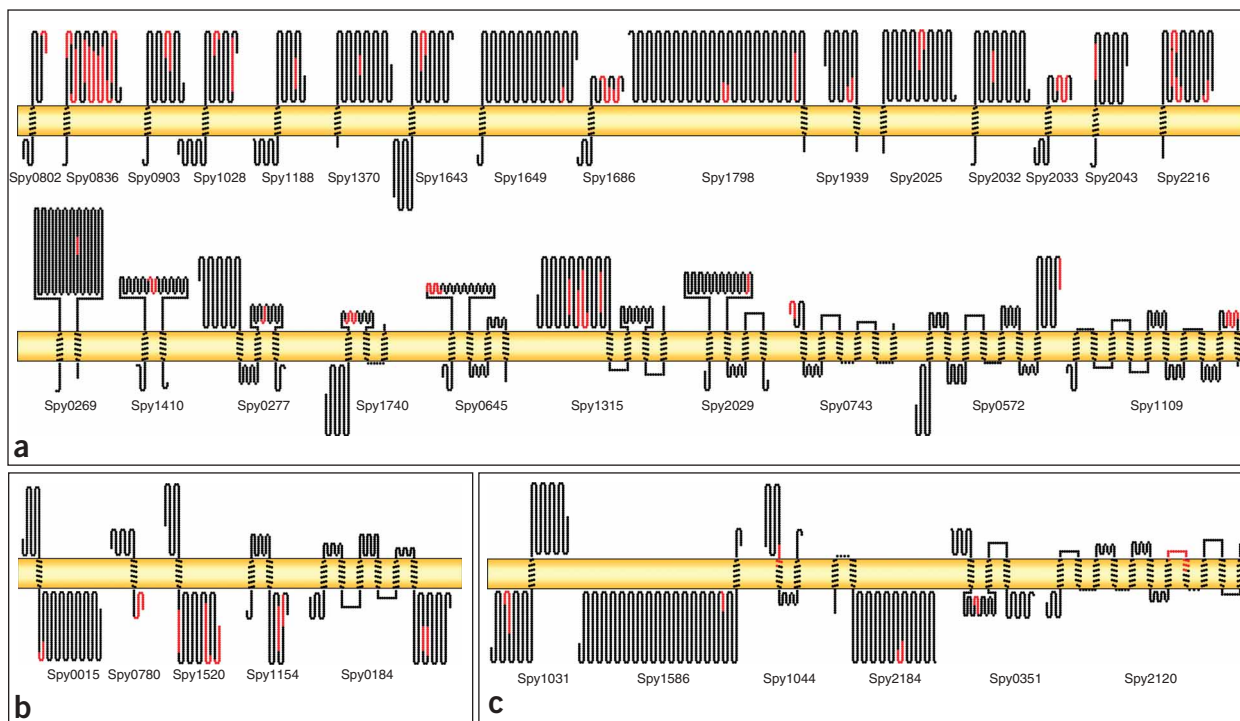 Spy0802 Spy0836 Spy0903 Spy1028 Spy1188 Spy1370 Spy1643 Spy1649 Spy1686 Spy1798 Spy1939 Spy2025 Spy2032 Spy2033 Spy2043 Spy2216
Spy0269 Spy1410 Spy0277 Spy1740 Spy0645 Spy1315 Spy2029 Spy0743 Spy0572 Spy1109
a
Spy0015 Spy0780 Spy1520 Spy1154 Spy0184
b
Spy1031 Spy1586 Spy1044 Spy2184 Spy0351 Spy2120
c